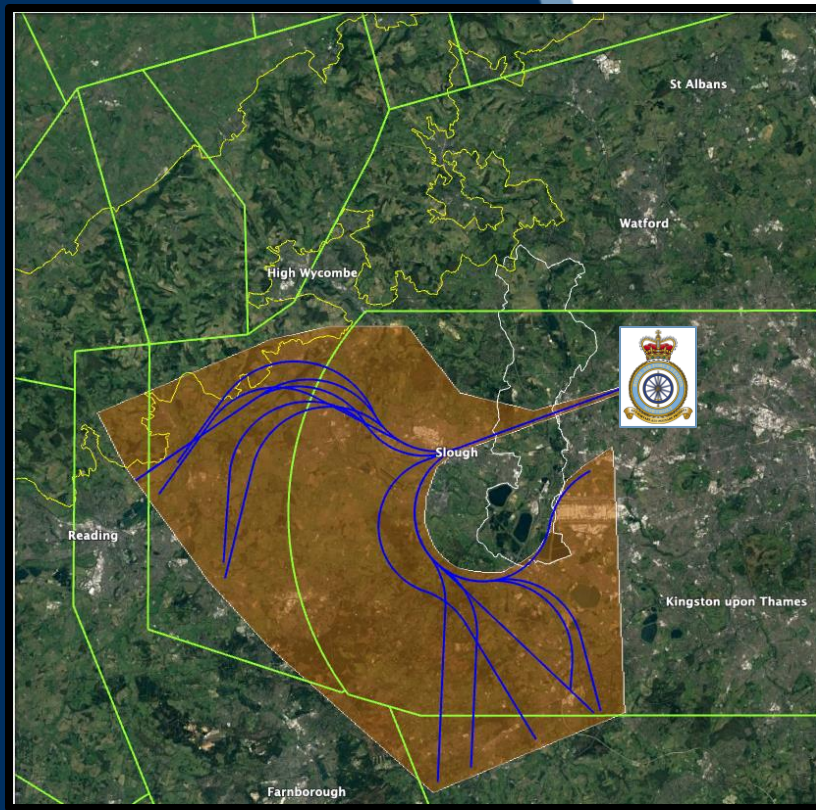 St Albans
Watford
High Wycombe
Slough
Reading
Kingston upon Thames
Farnborough